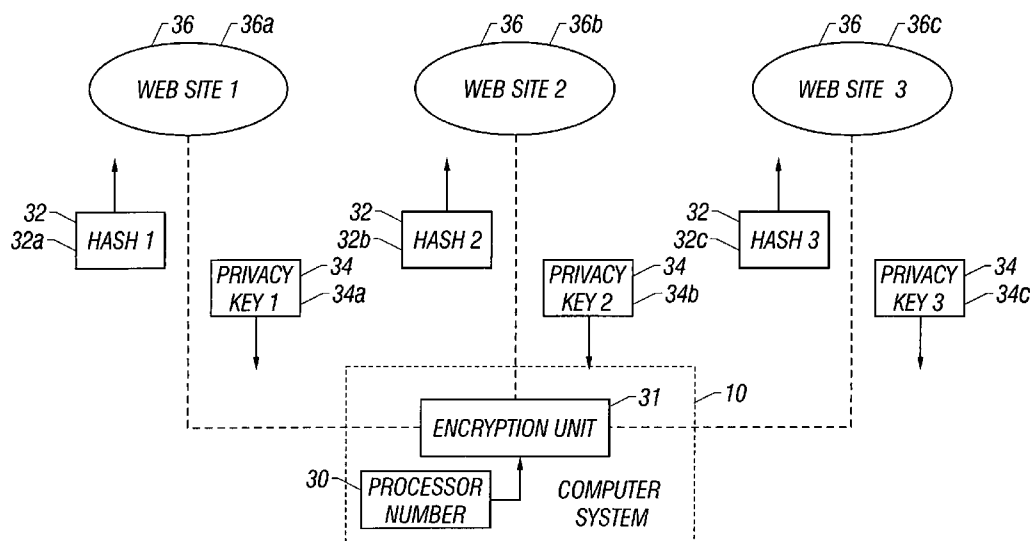 36 36a 36 36b 36 36c
WEB SITE 1 WEB SITE 2 WEB SITE 3
32 32 32
32a HASH 1 32b HASH 2 32c HASH 3
PRIVACY 34 PRIVACY 34 PRIVACY 34
KEY 1 34a KEY 2 34b KEY 3 34c
31 10
ENCRYPTION UNIT
30 PROCESSOR COMPUTER
NUMBER SYSTEM